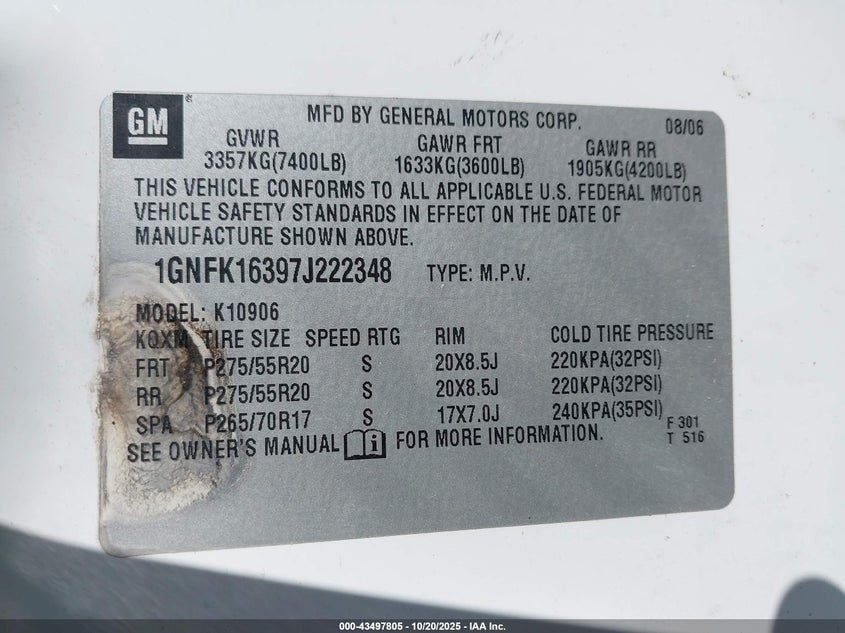 GM
MFD BY GENERAL MOTORS CORP. 08/06
GVWR GAWR FRT GAWR RR
3357KG(7400LB) 1633KG(3600LB) 1905KG(4200LB)
THIS VEHICLE CONFORMS TO ALL APPLICABLE U.S. FEDERAL MOTOR
VEHICLE SAFETY STANDARDS IN EFFECT ON THE DATE OF
MANUFACTURE SHOWN ABOVE.
1GNFK16397J222348 TYPE: M.P.V.
MODEL: K10906
KQXM TIRE SIZE SPEED RTG RIM COLD TIRE PRESSURE
FRT P275/55R20 S 20X8.5J 220KPA(32PSI)
RR P275/55R20 S 20X8.5J 220KPA(32PSI)
SPA P265/70R17 S 17X7.0J 240KPA(35PSI)
F 301
SEE OWNER'S MANUAL FOR MORE INFORMATION. T 516
000-43497805 - 10/20/2025 - IAA Inc.